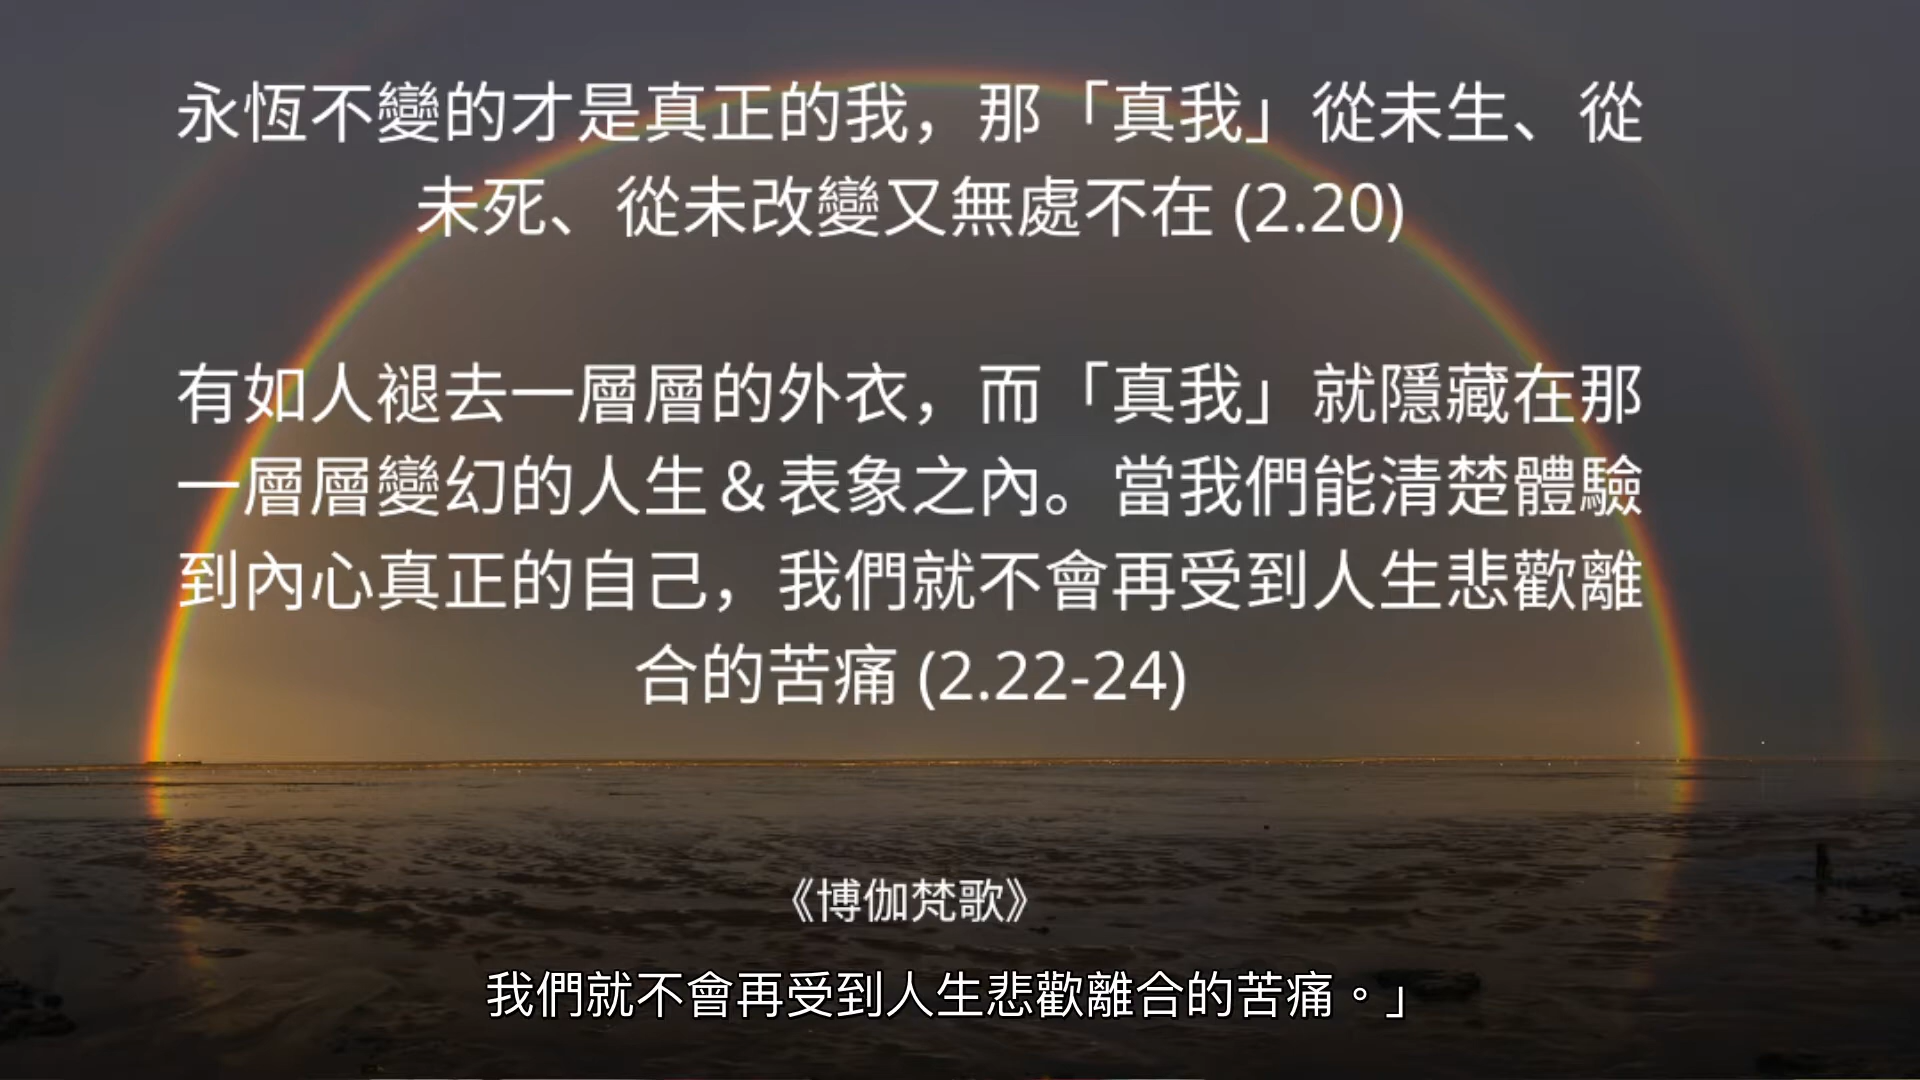 永恆不變的才是真正的我，那「真我」從未生、從
未死、從未改變又無處不在 (2.20)
有如人褪去一層層的外衣，而「真我」就隱藏在那
一層層變幻的人生＆表象之內。當我們能清楚體驗
到內心真正的自己，我們就不會再受到人生悲歡離
合的苦痛 (2.22-24)
《博伽梵歌》
我們就不會再受到人生悲歡離合的苦痛。」